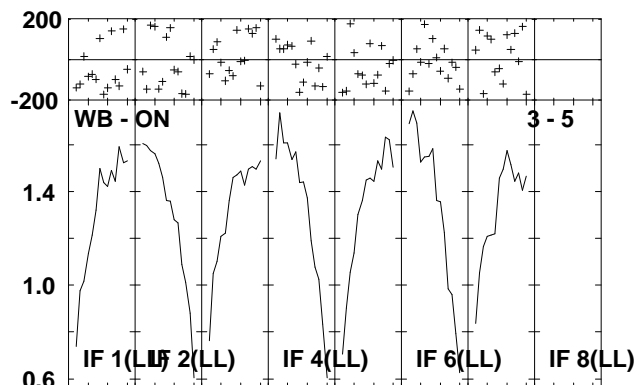 200
-200
WB - ON 3 - 5
1.4
1.0
0.6
IF 1(LL) IF 2(LL) IF 4(LL) IF 6(LL) IF 8(LL)